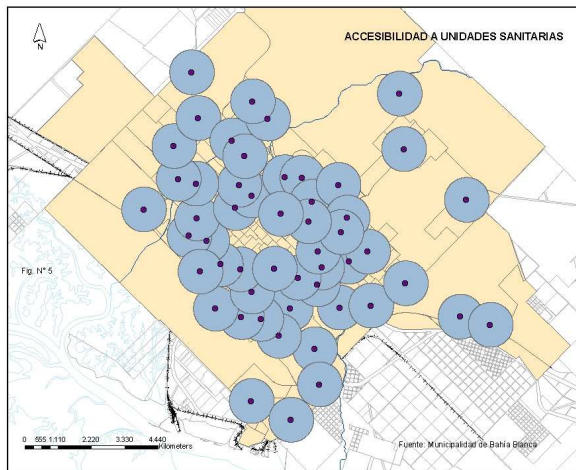 ACCESIBILIDAD A UNIDADES SANITARIAS
N
Fig. N° 5
0 555 1.110 2.220 3.330 4.440
Kilometers
Fuente: Municipalidad de Bahía Blanca